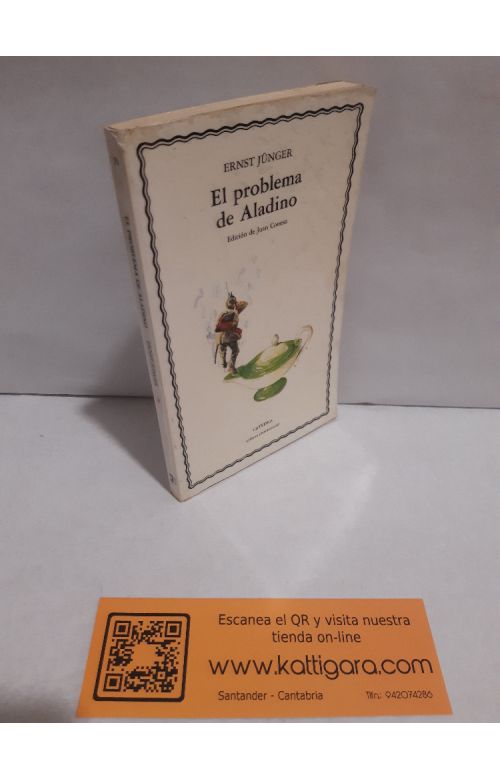 ERNST JÜNGER
El problema
de Aladino
Edición de Juan Conesa
CATEDRA
EL PROBLEMA DE ALADINO
Escanea el QR y visita nuestra
tienda on-line
www.kattigara.com
Santander - Cantabria
Tlfn.: 942074286